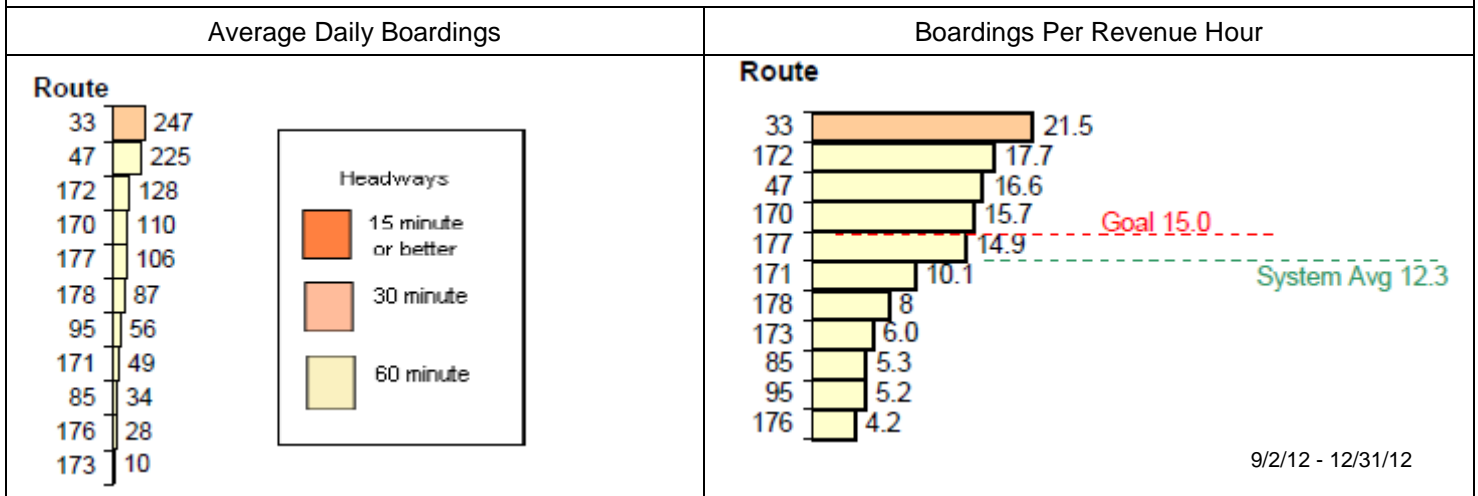 Average Daily Boardings
Route
33 247
47 225
172 128
170 110
177 106
178 87
95 56
171 49
85 34
176 28
173 10
Headways
15 minute
or better
30 minute
60 minute
Boardings Per Revenue Hour
Route
33 21.5
172 17.7
47 16.6
170 15.7
Goal 15.0
177 14.9
171 10.1
System Avg 12.3
178 8
173 6.0
85 5.3
95 5.2
176 4.2
9/2/12 - 12/31/12